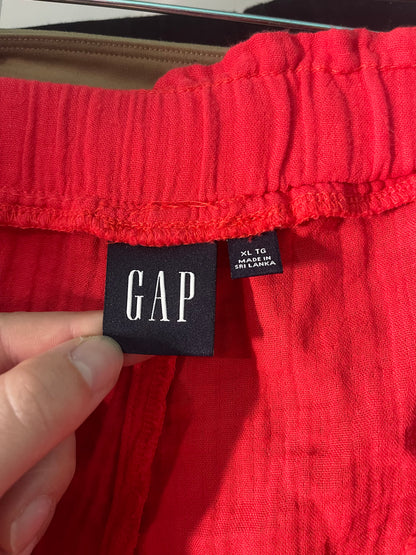 GAP
XL TG
MADE IN
SRI LANKA